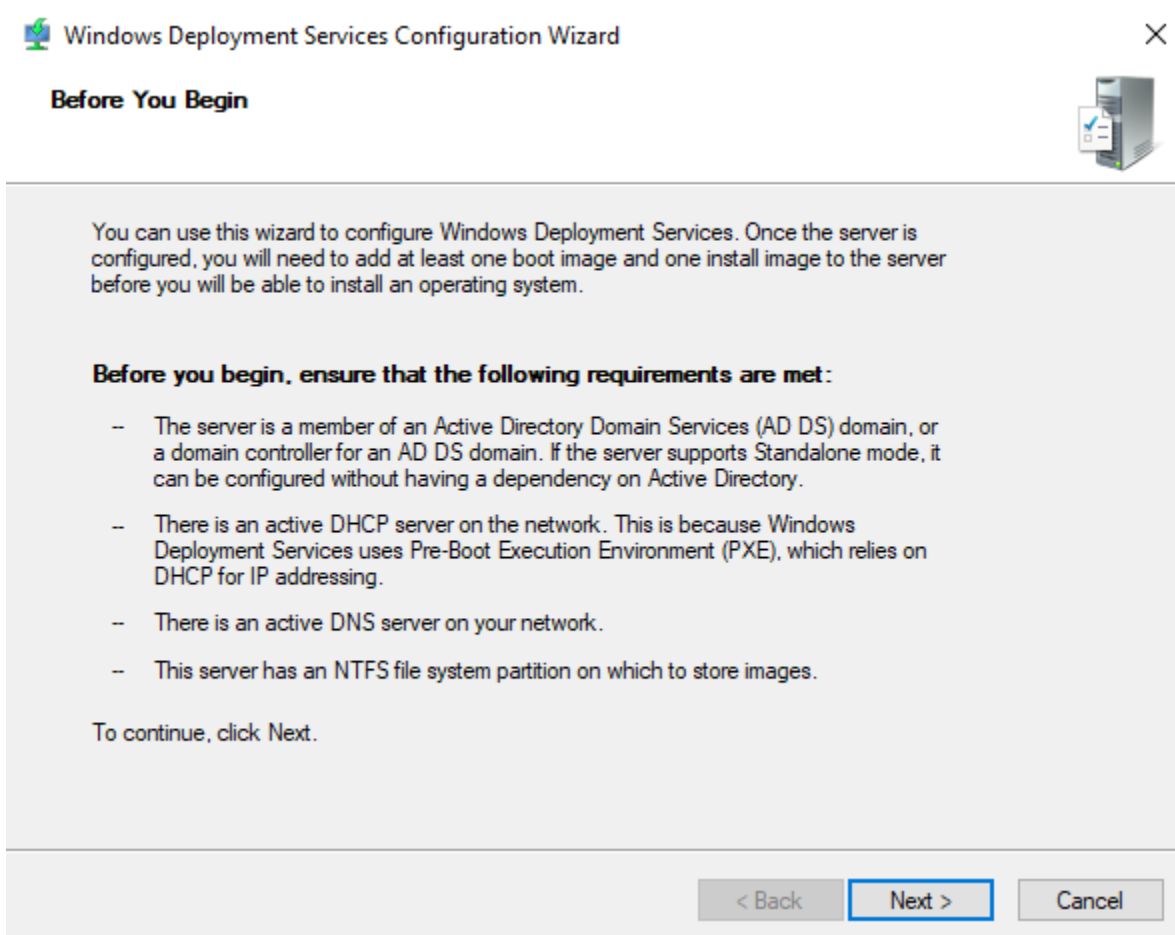 Windows Deployment Services Configuration Wizard
Before You Begin
You can use this wizard to configure Windows Deployment Services. Once the server is
configured, you will need to add at least one boot image and one install image to the server
before you will be able to install an operating system.
Before you begin, ensure that the following requirements are met:
-- The server is a member of an Active Directory Domain Services (AD DS) domain, or
a domain controller for an AD DS domain. If the server supports Standalone mode, it
can be configured without having a dependency on Active Directory.
-- There is an active DHCP server on the network. This is because Windows
Deployment Services uses Pre-Boot Execution Environment (PXE), which relies on
DHCP for IP addressing.
-- There is an active DNS server on your network.
-- This server has an NTFS file system partition on which to store images.
To continue, click Next.
< Back Next > Cancel